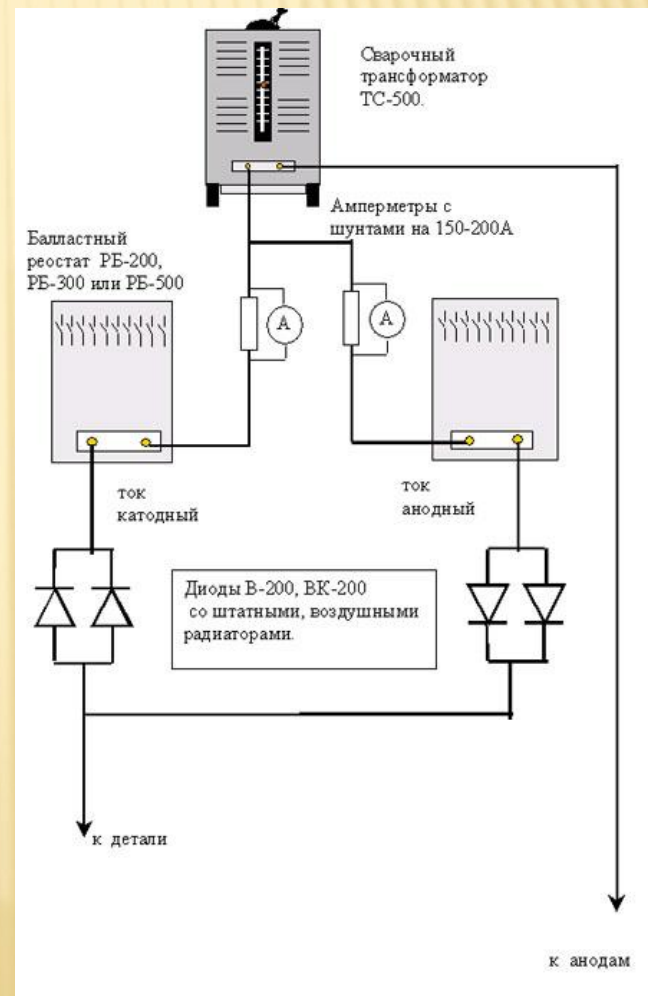 Сварочный
трансформатор
ТС-500.
Амперметры с
шунтами на 150-200А
Балластный
реостат РБ-200,
РБ-300 или РБ-500
А
А
ток
катодный
ток
анодный
Диоды В-200, ВК-200
со штатными, воздушными
радиаторами.
к детали
к анодам